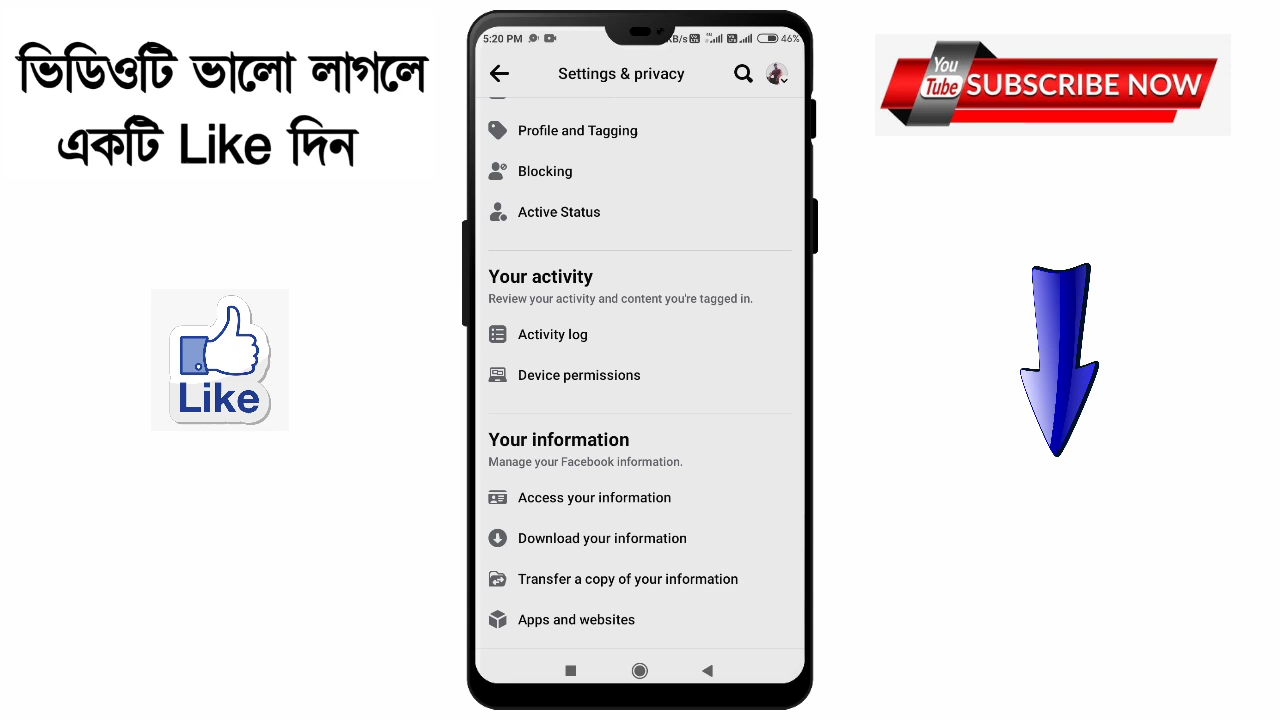 ভিডিওটি ভালো লাগলে
একটি Like দিন
Like
5:20 PM
KB/s
46%
Settings & privacy
Profile and Tagging
Blocking
Active Status
Your activity
Review your activity and content you're tagged in.
Activity log
Device permissions
Your information
Manage your Facebook information.
Access your information
Download your information
Transfer a copy of your information
Apps and websites
You
Tube
SUBSCRIBE NOW